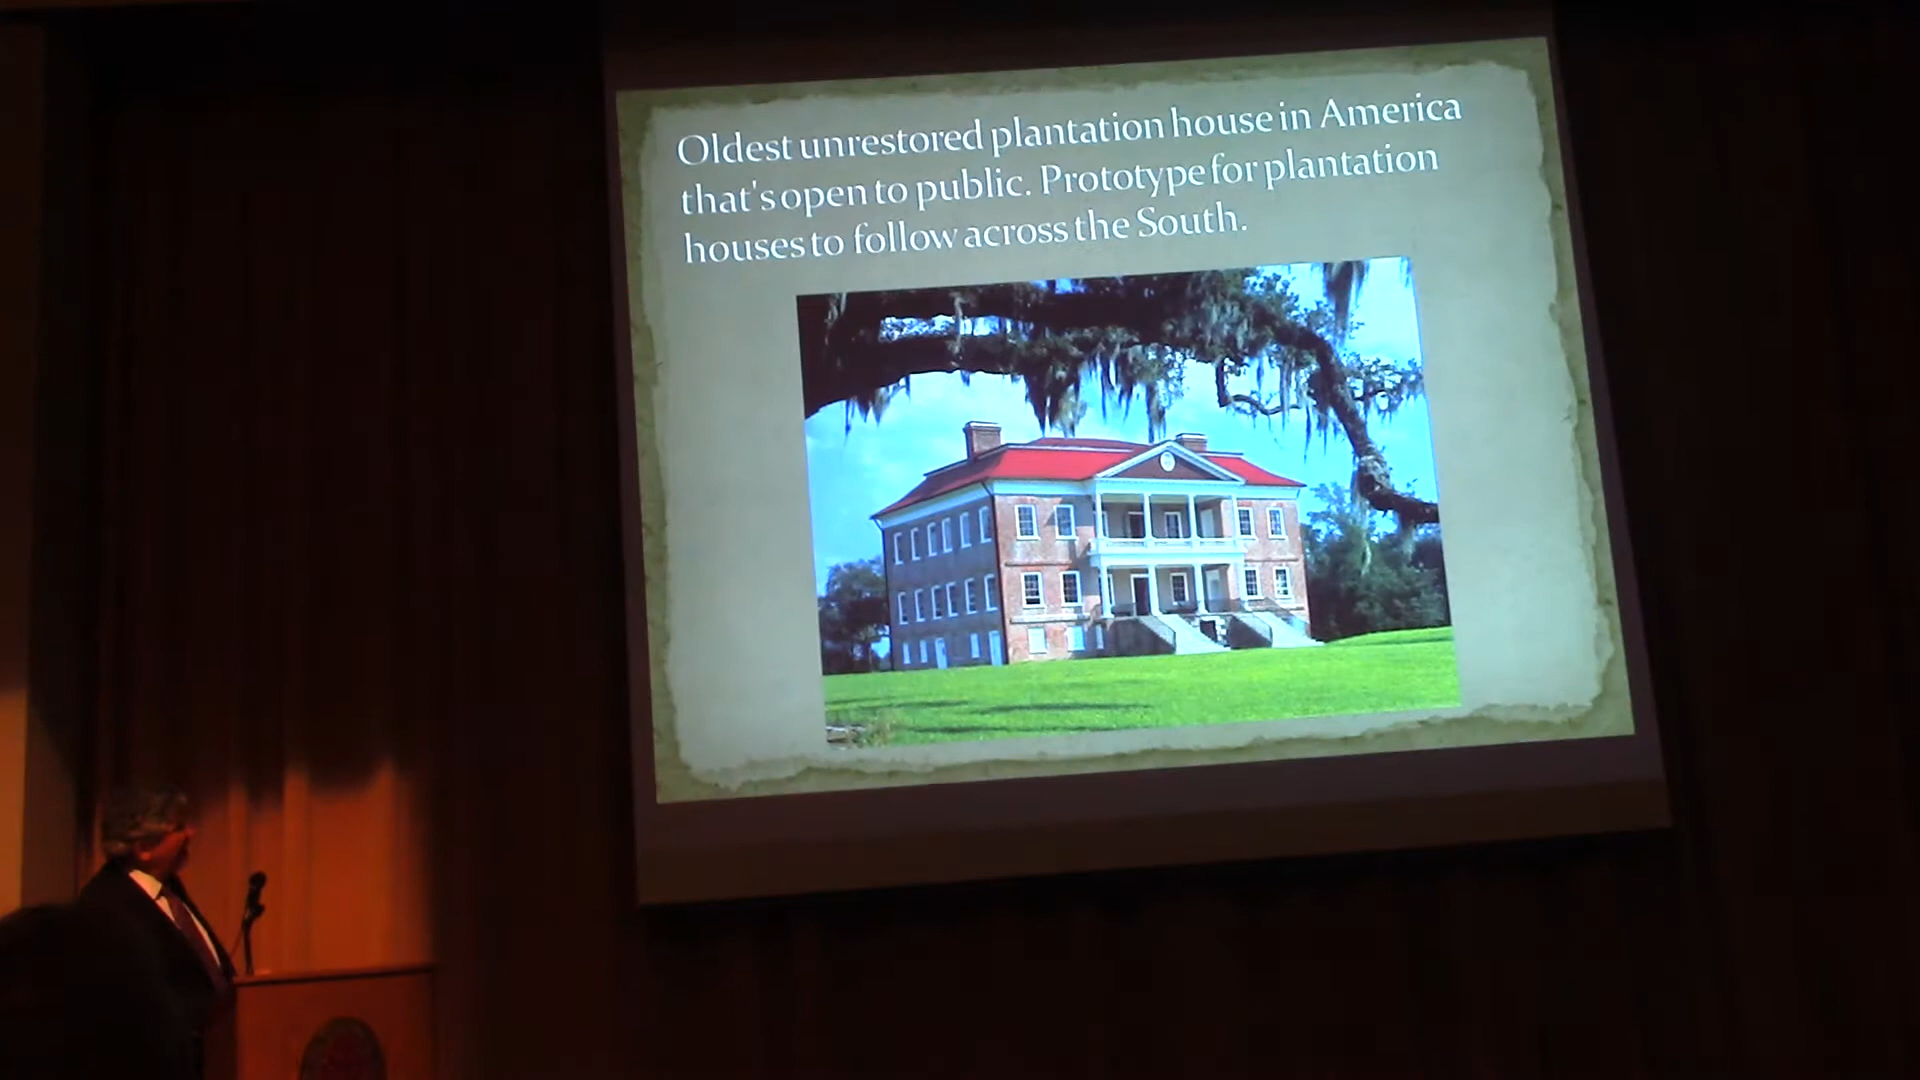 Oldest unrestored plantation house in America
that's open to public. Prototype for plantation
houses to follow across the South.